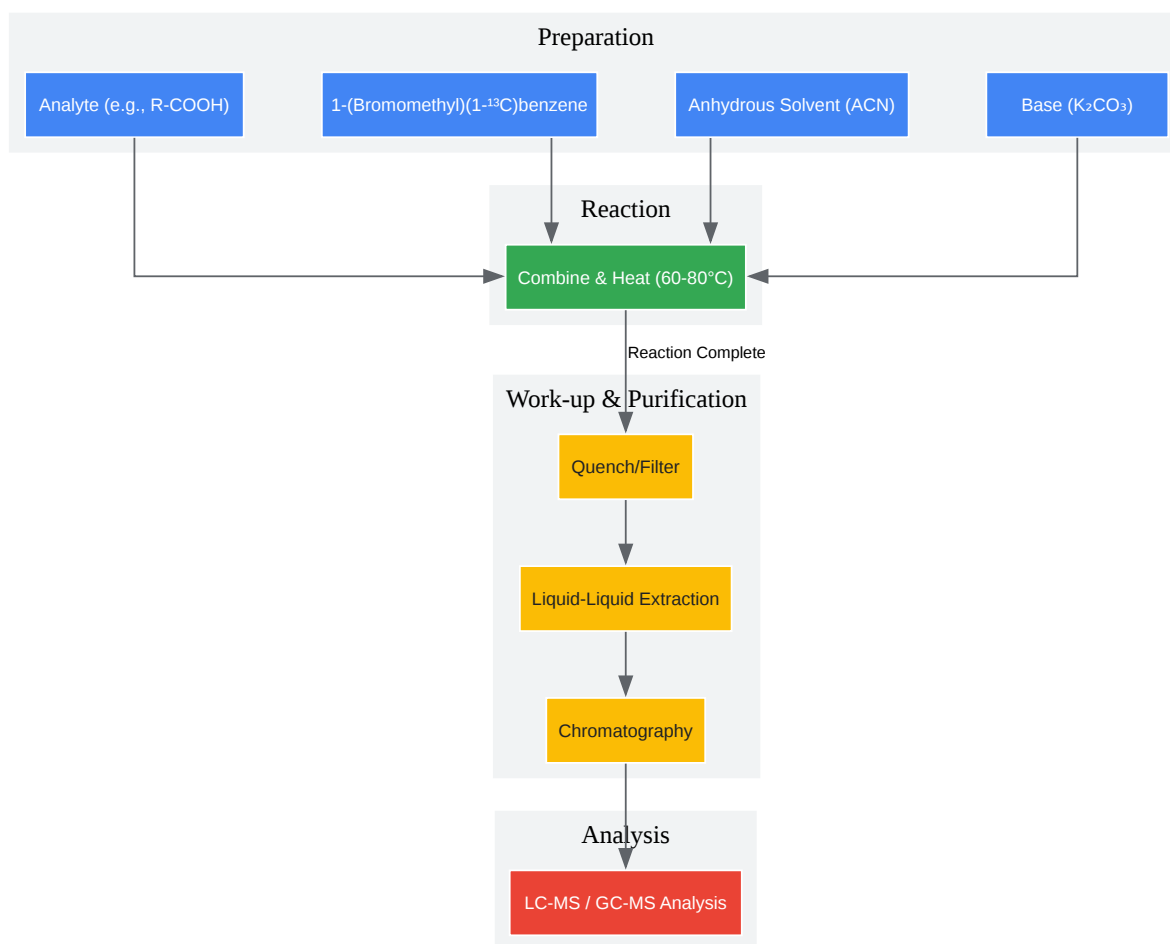 Preparation
Analyte (e.g., R-COOH)
1-(Bromomethyl)(1-¹³C)benzene
Anhydrous Solvent (ACN)
Base (K₂CO₃)
Reaction
Combine & Heat (60-80°C)
Reaction Complete
Work-up & Purification
Quench/Filter
Liquid-Liquid Extraction
Chromatography
Analysis
LC-MS / GC-MS Analysis